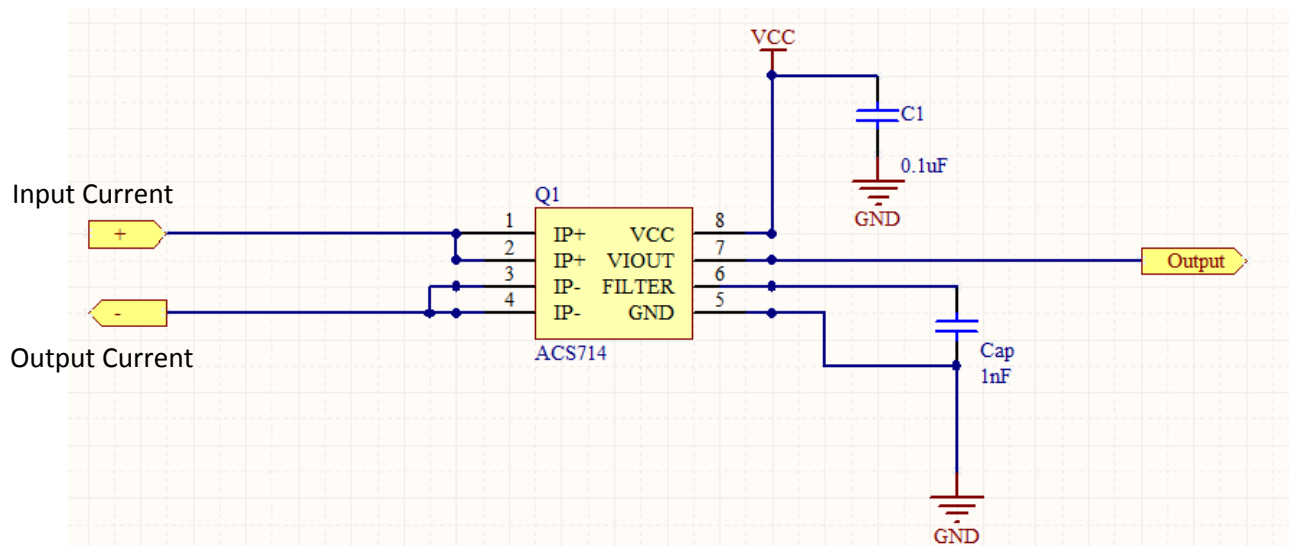 VCC
C1
0.1uF
GND
Input Current
+
-
Output Current
Q1
1 IP+ VCC 8
2 IP+ VIOUT 7
3 IP- FILTER 6
4 IP- GND 5
ACS714
Output
Cap
1nF
GND